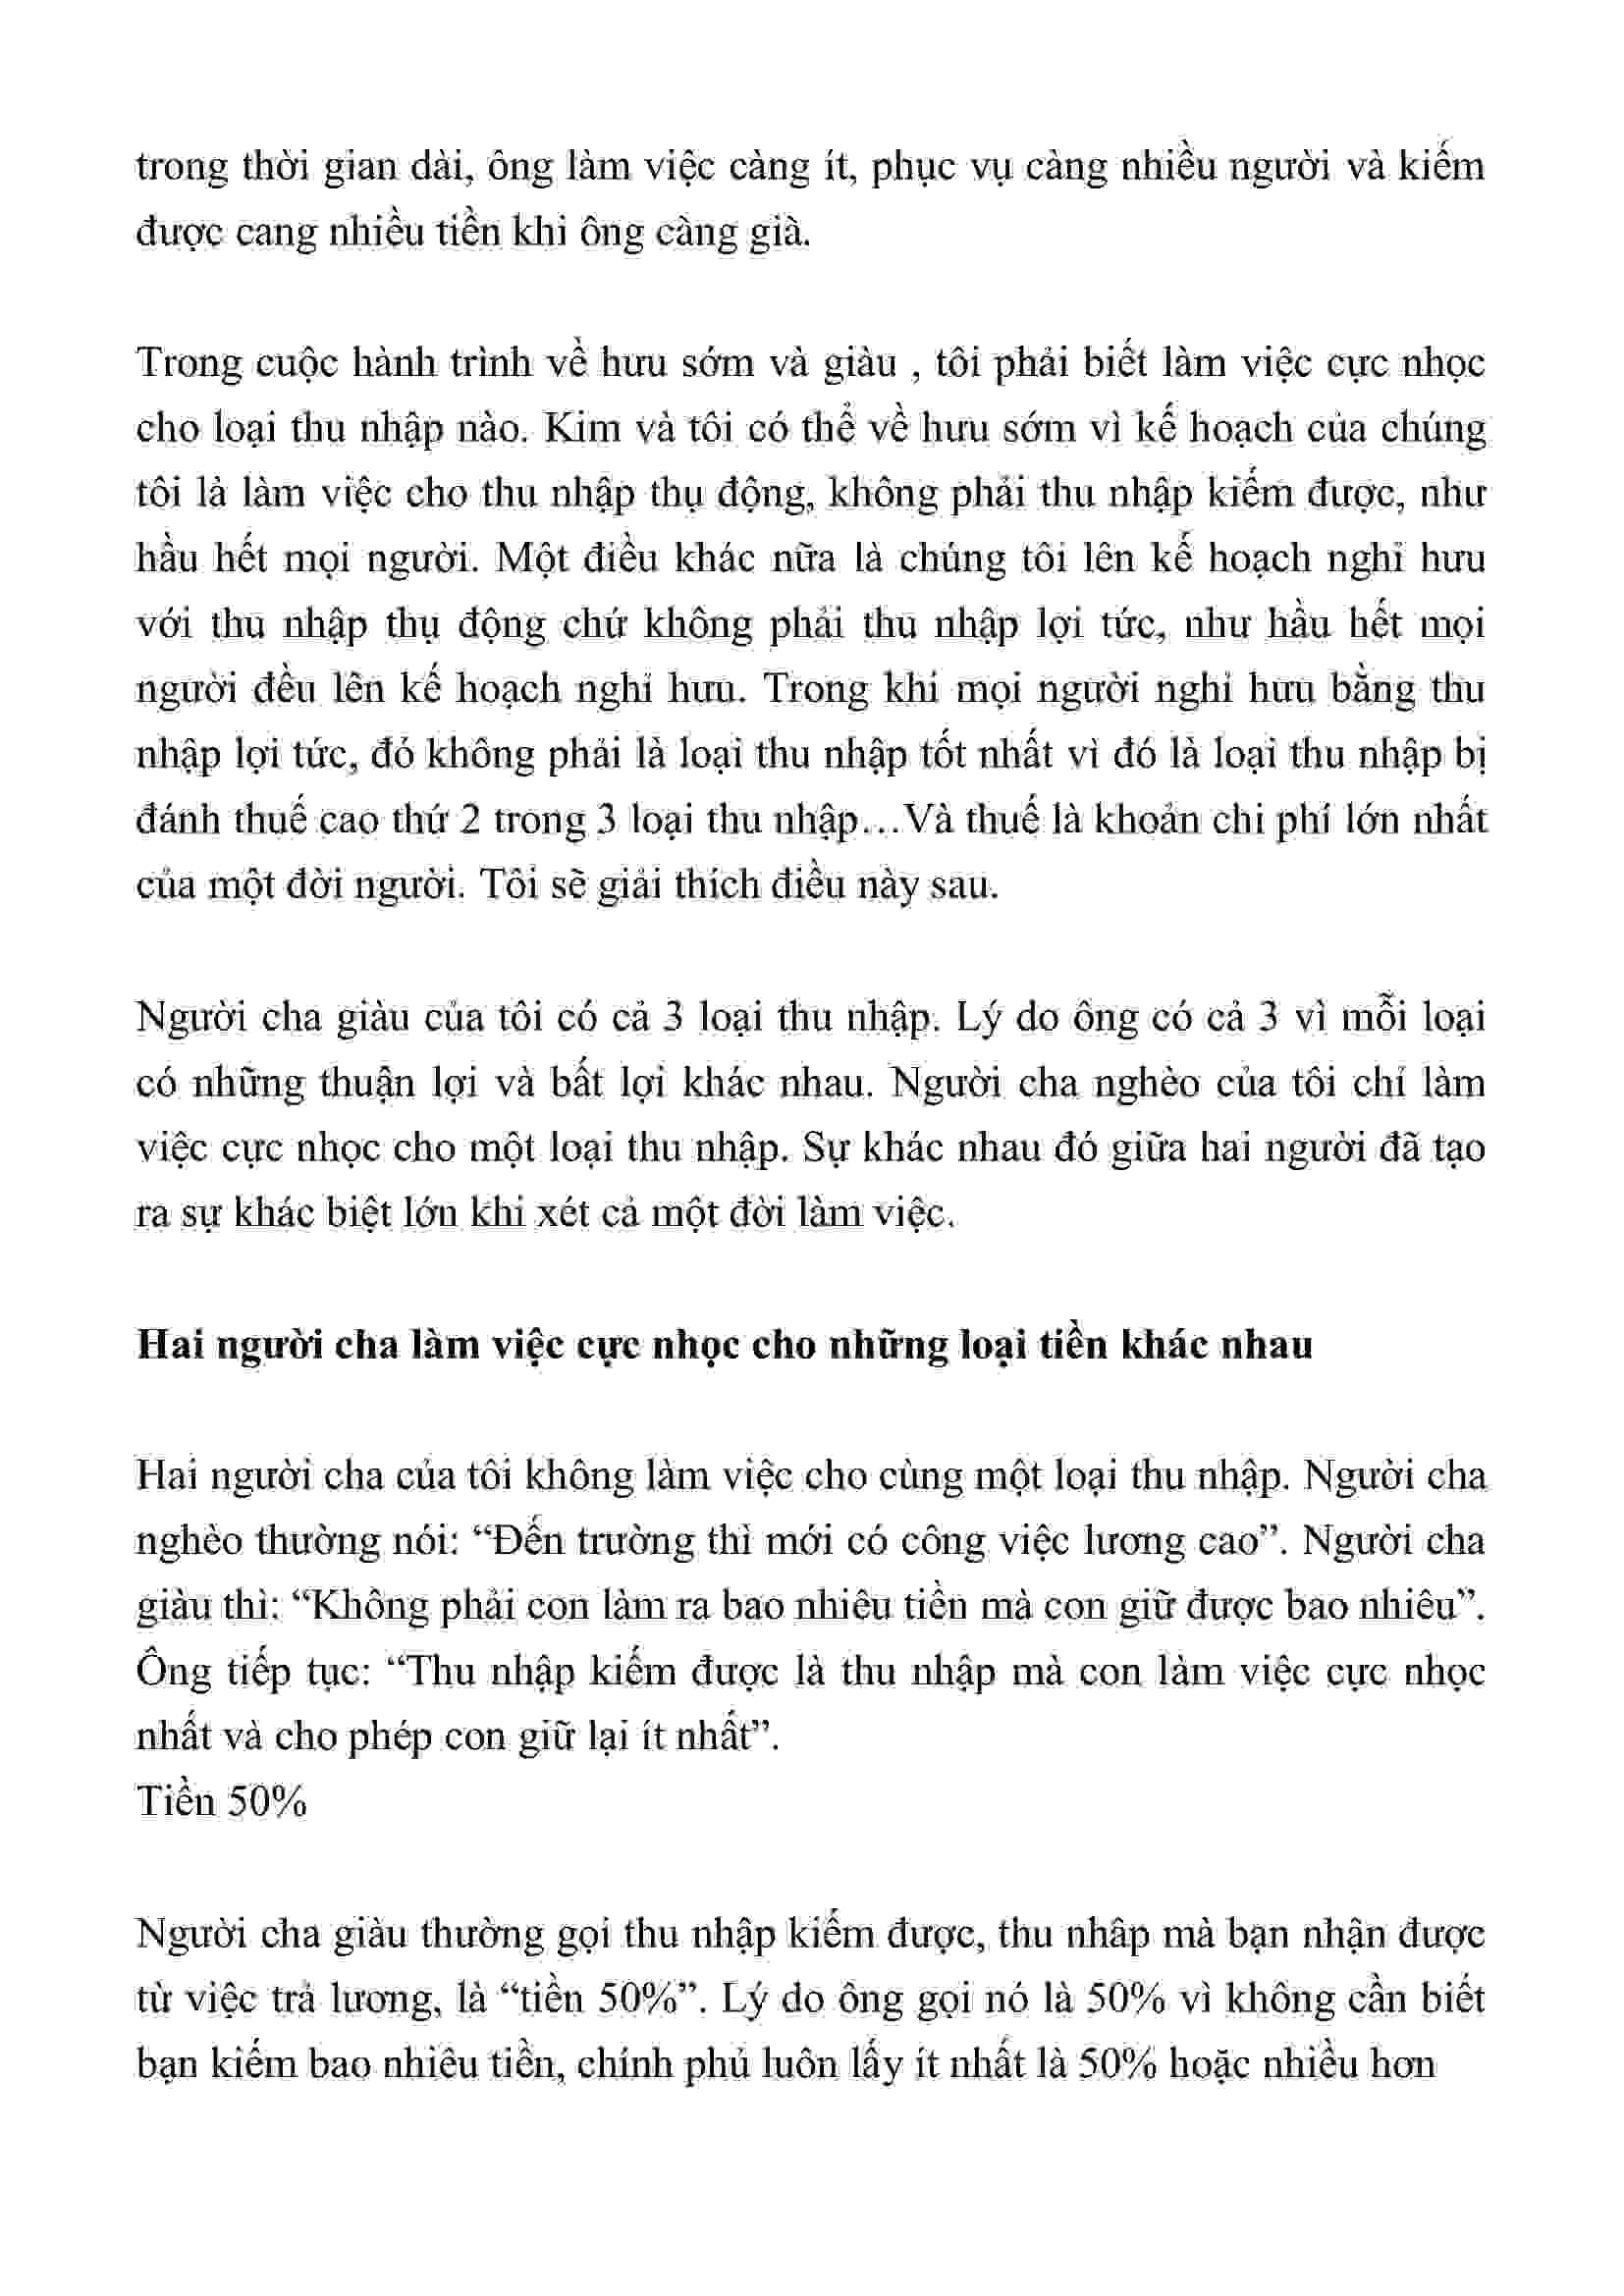 trong thời gian dài, ông làm việc càng ít, phục vụ càng nhiều người và kiếm
được cang nhiều tiền khi ông càng già.
Trong cuộc hành trình về hưu sớm và giàu , tôi phải biết làm việc cực nhọc
cho loại thu nhập nào. Kim và tôi có thể về hưu sớm vì kế hoạch của chúng
tôi là làm việc cho thu nhập thụ động, không phải thu nhập kiếm được, như
hầu hết mọi người. Một điều khác nữa là chúng tôi lên kế hoạch nghỉ hưu
với thu nhập thụ động chứ không phải thu nhập lợi tức, như hầu hết mọi
người đều lên kế hoạch nghỉ hưu. Trong khi mọi người nghỉ hưu bằng thu
nhập lợi tức, đó không phải là loại thu nhập tốt nhất vì đó là loại thu nhập bị
đánh thuế cao thứ 2 trong 3 loại thu nhập…Và thuế là khoản chi phí lớn nhất
của một đời người. Tôi sẽ giải thích điều này sau.
Người cha giàu của tôi có cả 3 loại thu nhập. Lý do ông có cả 3 vì mỗi loại
có những thuận lợi và bất lợi khác nhau. Người cha nghèo của tôi chỉ làm
việc cực nhọc cho một loại thu nhập. Sự khác nhau đó giữa hai người đã tạo
ra sự khác biệt lớn khi xét cả một đời làm việc.
Hai người cha làm việc cực nhọc cho những loại tiền khác nhau
Hai người cha của tôi không làm việc cho cùng một loại thu nhập. Người cha
nghèo thường nói: “Đến trường thì mới có công việc lương cao”. Người cha
giàu thì: “Không phải con làm ra bao nhiêu tiền mà con giữ được bao nhiêu”.
Ông tiếp tục: “Thu nhập kiếm được là thu nhập mà con làm việc cực nhọc
nhất và cho phép con giữ lại ít nhất”.
Tiền 50%
Người cha giàu thường gọi thu nhập kiếm được, thu nhâp mà bạn nhận được
từ việc trả lương, là “tiền 50%”. Lý do ông gọi nó là 50% vì không cần biết
bạn kiếm bao nhiêu tiền, chính phủ luôn lấy ít nhất là 50% hoặc nhiều hơn